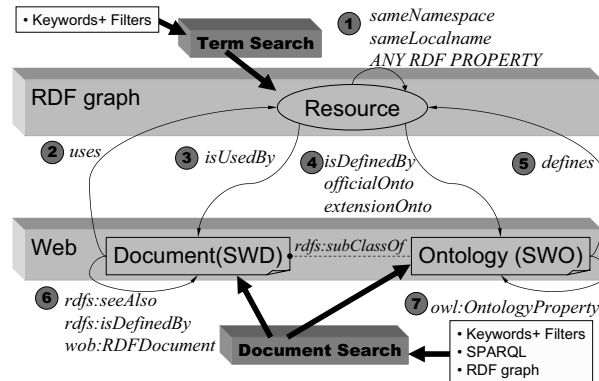 • Keywords+ Filters
Term Search
1
sameNamespace
sameLocalname
ANY RDF PROPERTY
RDF graph
Resource
2 uses
3 isUsedBy
4 isDefinedBy
officialOnto
extensionOnto
5 defines
Web
Document(SWD)
rdfs:subClassOf
Ontology (SWO)
6 rdfs:seeAlso
rdfs:isDefinedBy
wob:RDFDocument
7 owl:OntologyProperty
Document Search
• Keywords+ Filters
• SPARQL
• RDF graph